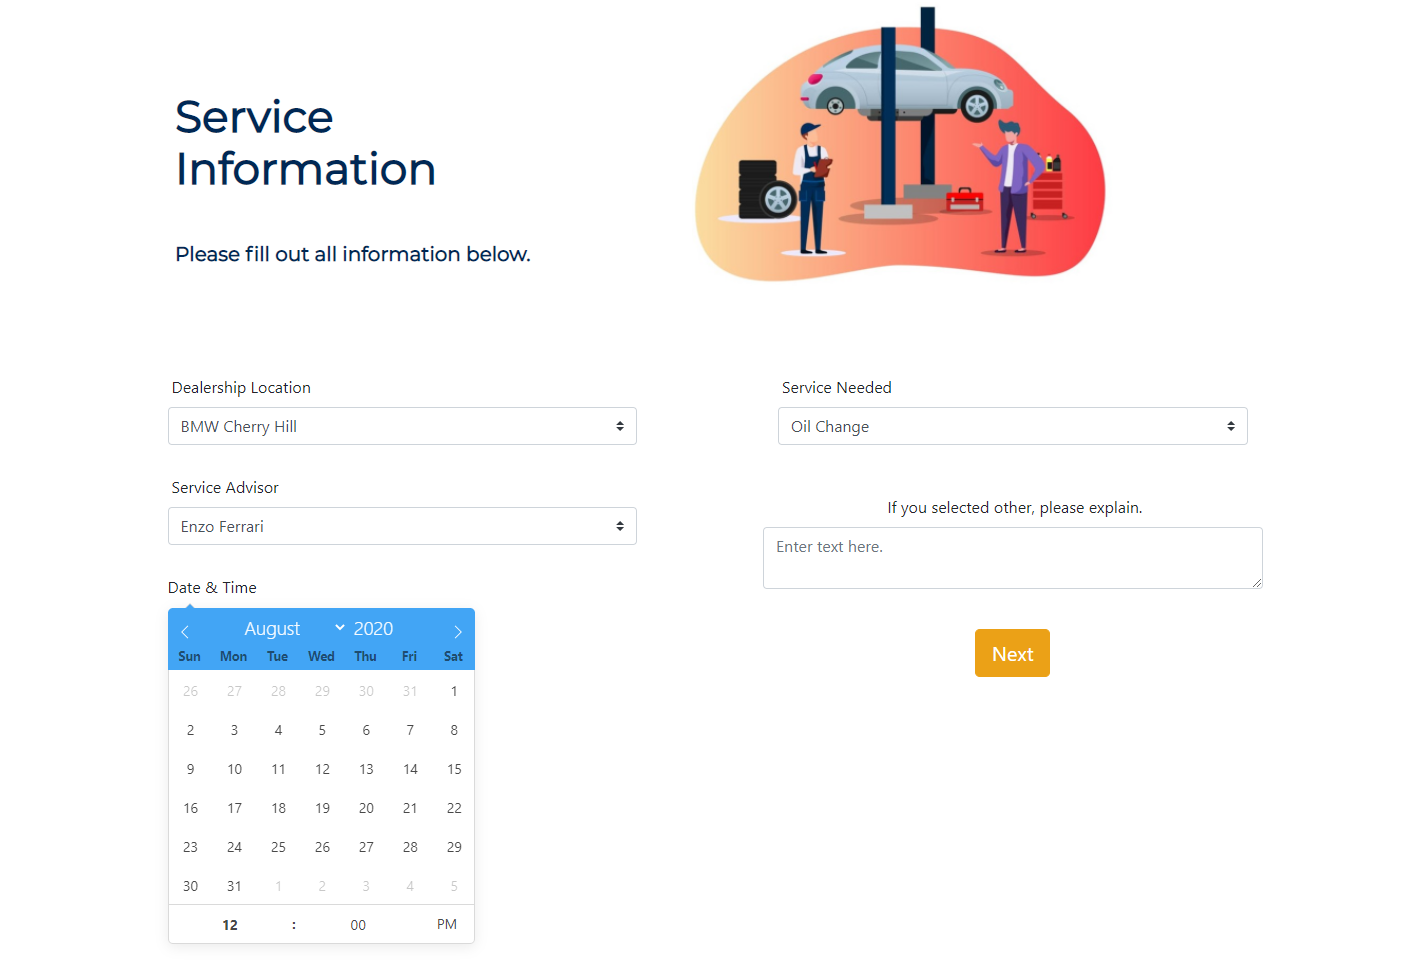 Service
Information
Please fill out all information below.
Dealership Location
BMW Cherry Hill
Service Advisor
Enzo Ferrari
Date & Time
August 2020
Sun Mon Tue Wed Thu Fri Sat
26 27 28 29 30 31 1
2 3 4 5 6 7 8
9 10 11 12 13 14 15
16 17 18 19 20 21 22
23 24 25 26 27 28 29
30 31 1 2 3 4 5
12 : 00 PM
Service Needed
Oil Change
If you selected other, please explain.
Enter text here.
Next